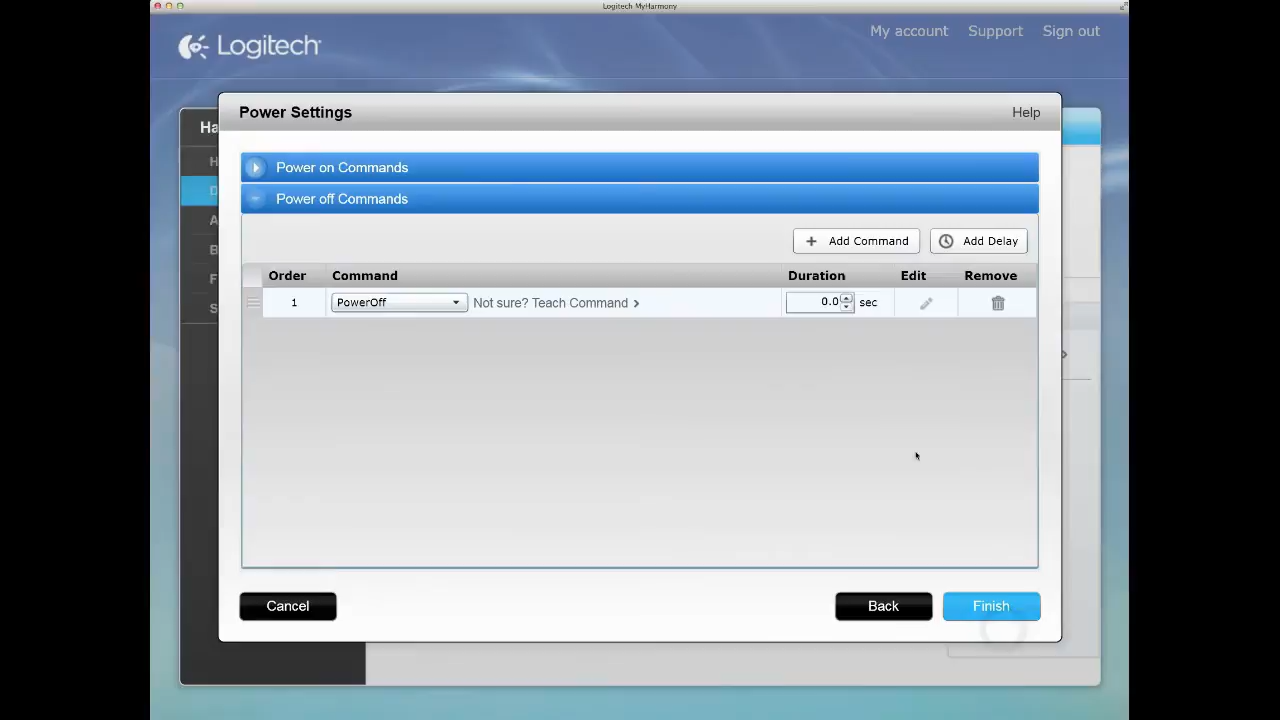 Logitech MyHarmony
Logitech
My account Support Sign out
Ha
Power Settings Help
Power on Commands
Power off Commands
Add Command Add Delay
Order Command Duration Edit Remove
1 PowerOff Not sure? Teach Command 0.0 sec
Cancel Back Finish